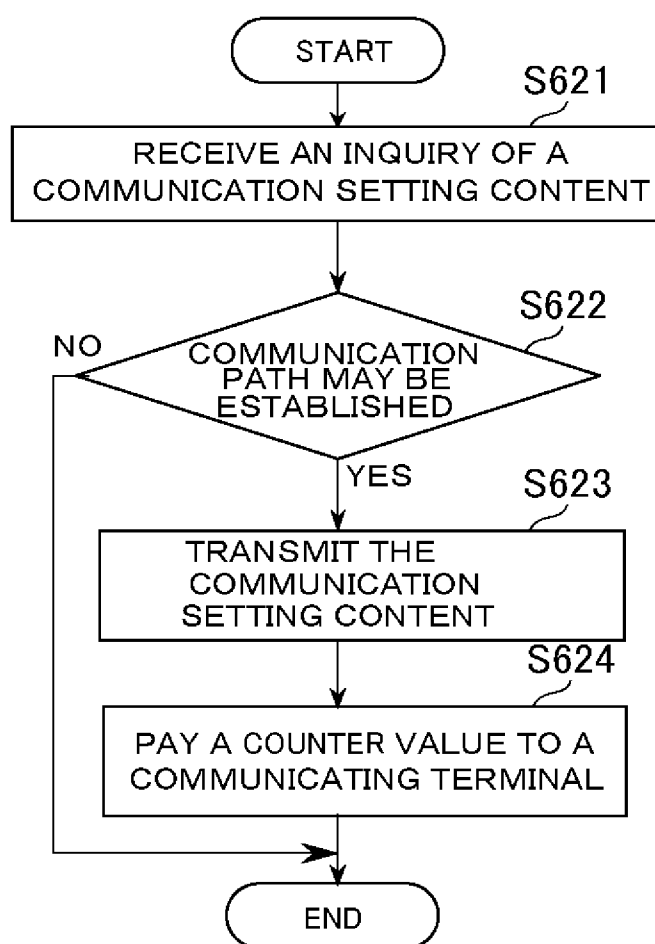 START
S621
RECEIVE AN INQUIRY OF A
COMMUNICATION SETTING CONTENT
S622
NO
COMMUNICATION
PATH MAY BE
ESTABLISHED
YES
S623
TRANSMIT THE
COMMUNICATION
SETTING CONTENT
S624
PAY A COUNTER VALUE TO A
COMMUNICATING TERMINAL
END